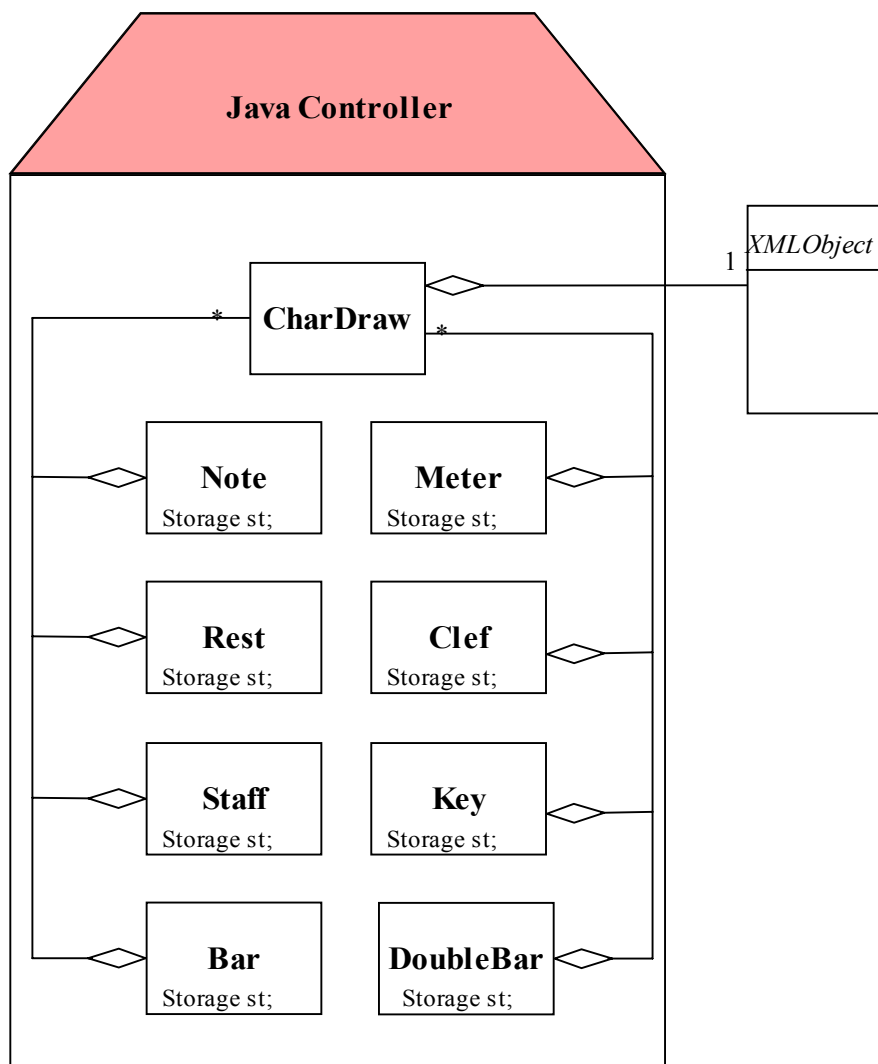 Java Controller
XMLObject
1
CharDraw
*
*
Note
Storage st;
Meter
Storage st;
Rest
Storage st;
Clef
Storage st;
Staff
Storage st;
Key
Storage st;
Bar
Storage st;
DoubleBar
Storage st;